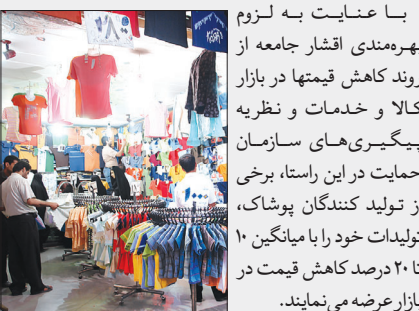 با عنایت به لزوم
بهره‌مندی اقشار جامعه از
روند کاهش قیمتها در بازار
کالا و خدمات و نظریه
پیگیری‌های سازمان
حمایت در این راستا، برخی
از تولید کنندگان پوشاک،
تولیدات خود را با میانگین ۱۰
تا ۲۰ درصد کاهش قیمت در
بازار عرضه می‌نمایند.